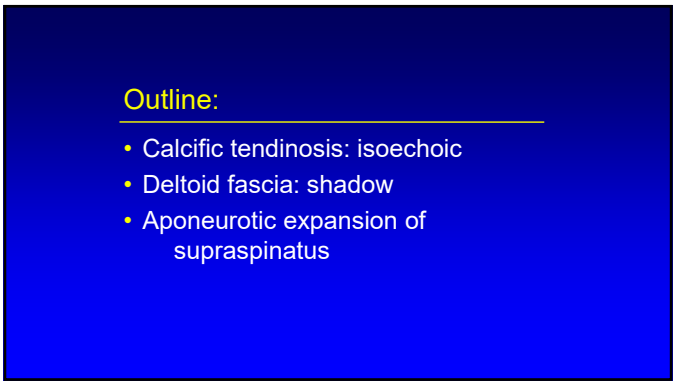 Outline:
• Calcific tendinosis: isoechoic
• Deltoid fascia: shadow
• Aponeurotic expansion of
supraspinatus